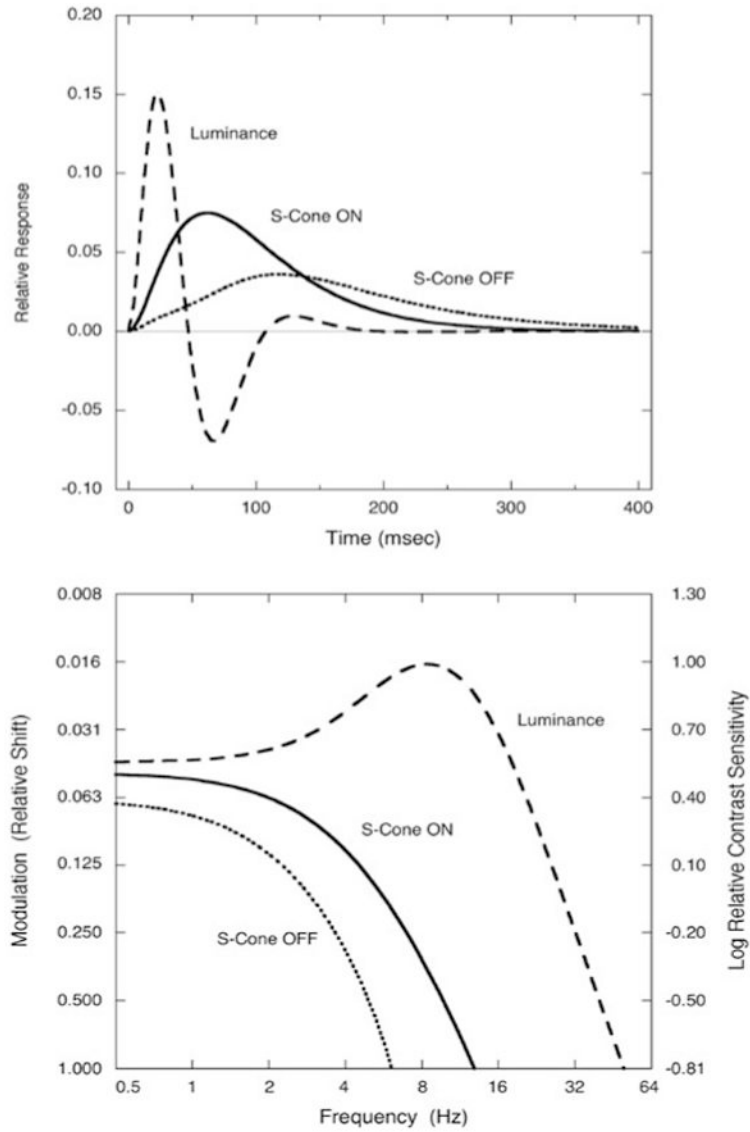 0.20
0.15
Luminance
0.10
S-Cone ON
0.05
S-Cone OFF
0.00
-0.05
-0.10
Relative Response
0 100 200 300 400
Time (msec)
0.008 1.30
0.016 1.00
0.031 0.70
Luminance
0.063 0.40
S-Cone ON
0.125 0.10
0.250 -0.20
S-Cone OFF
0.500 -0.50
1.000 -0.81
Modulation (Relative Shift)
Log Relative Contrast Sensitivity
0.5 1 2 4 8 16 32 64
Frequency (Hz)